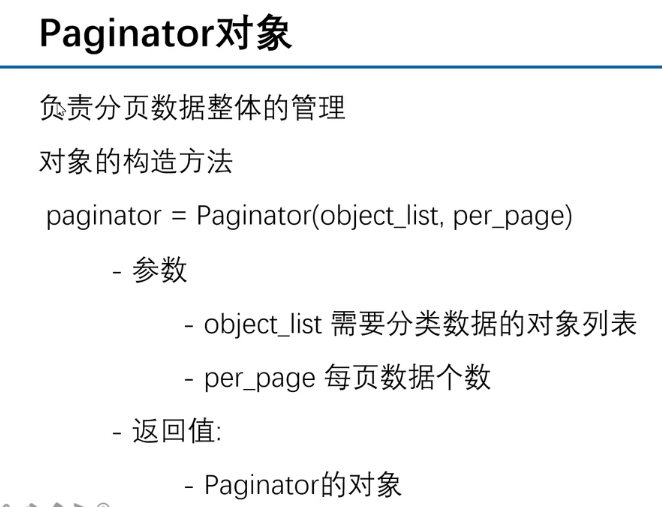 Paginator对象
负责分页数据整体的管理
对象的构造方法
paginator = Paginator(object_list, per_page)
- 参数
- object_list 需要分类数据的对象列表
- per_page 每页数据个数
- 返回值:
- Paginator的对象